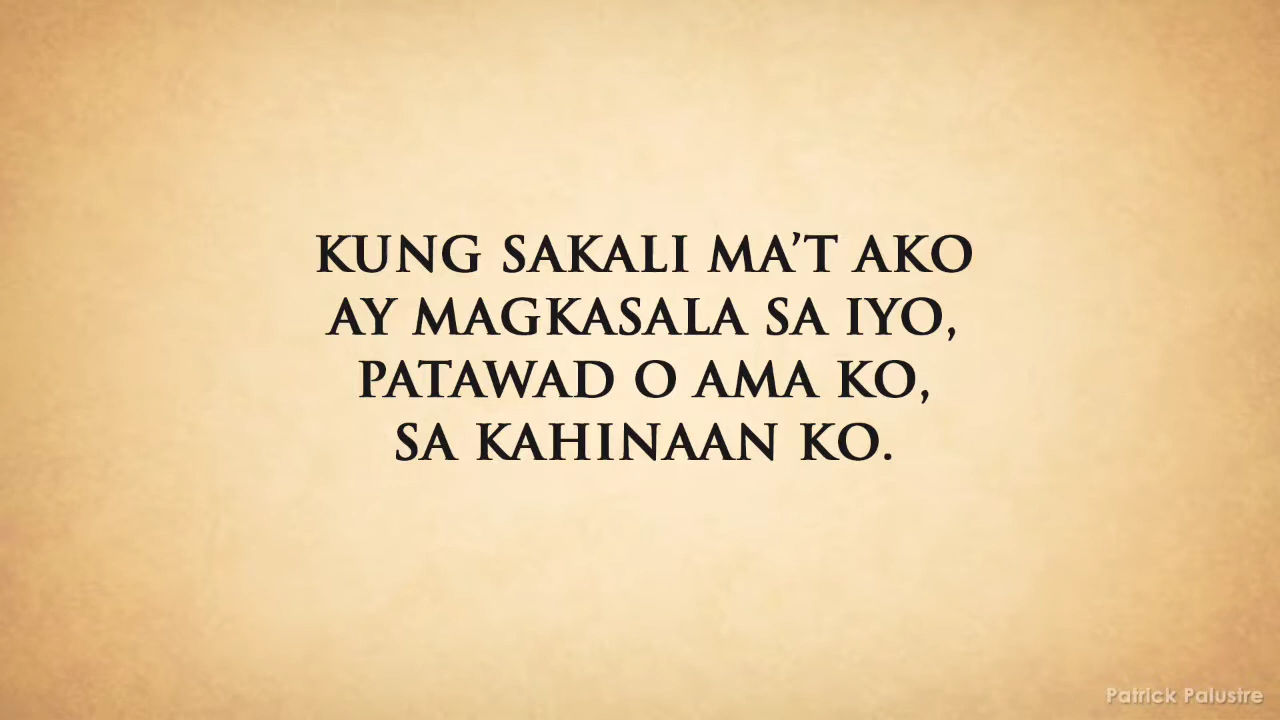 KUNG SAKALI MA’T AKO
AY MAGKASALA SA IYO,
PATAWAD O AMA KO,
SA KAHINAAN KO.
Patrick Palustre